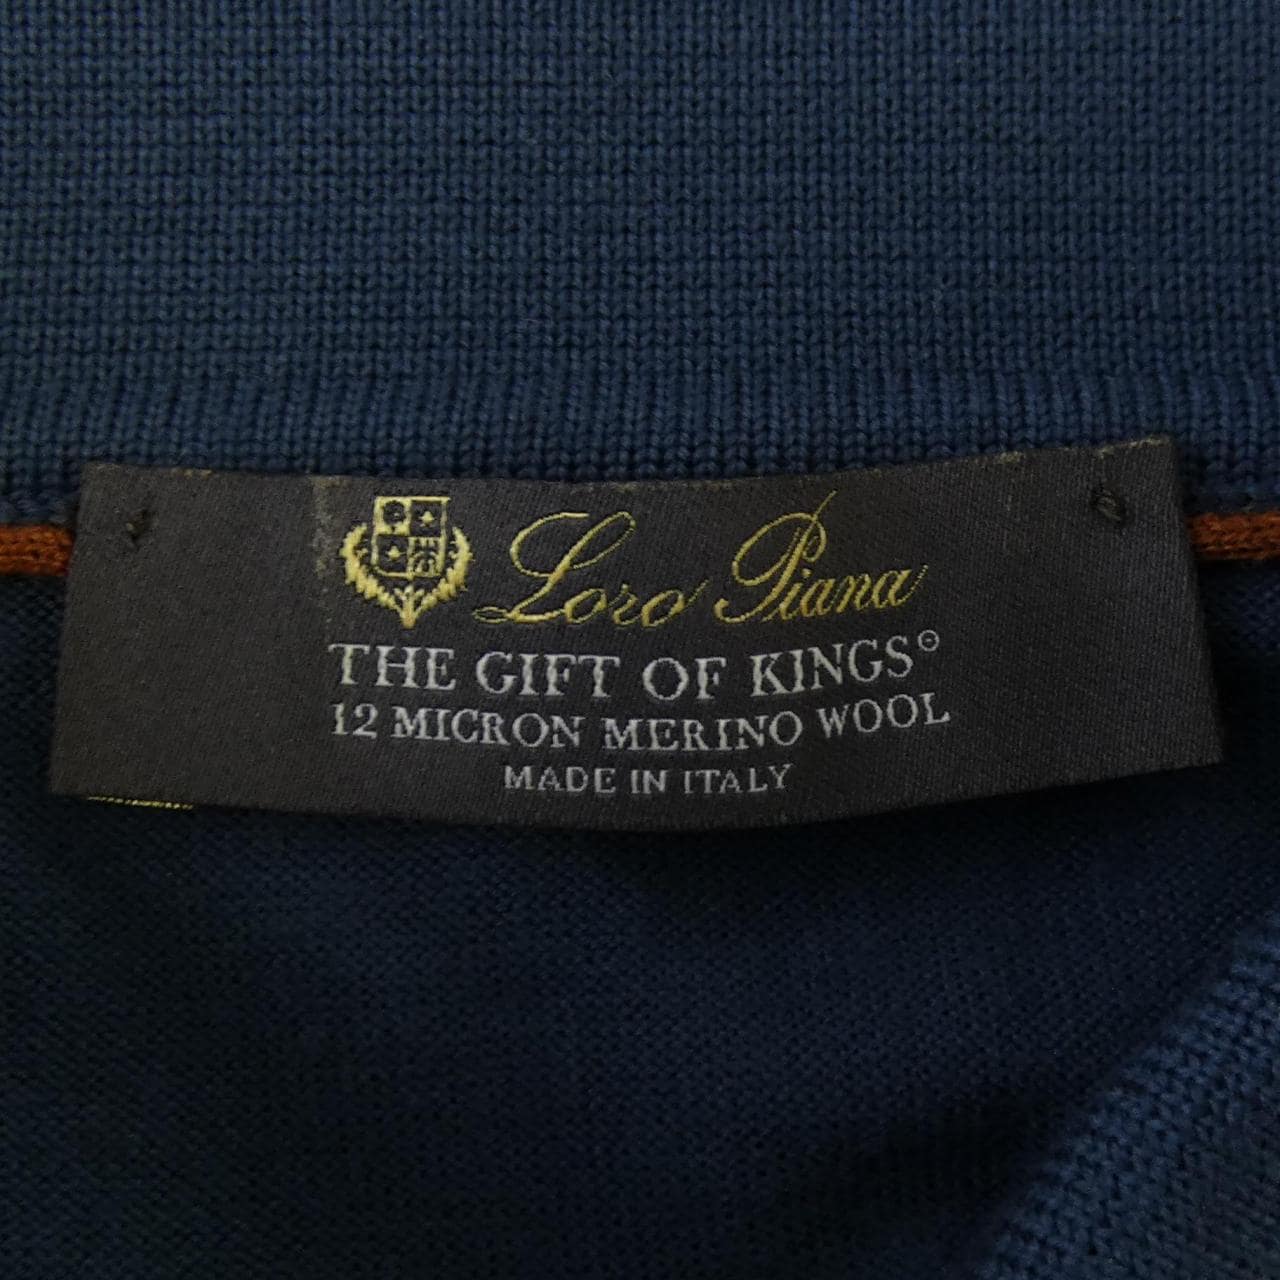 Loro Piana
THE GIFT OF KINGS®
12 MICRON MERINO WOOL
MADE IN ITALY